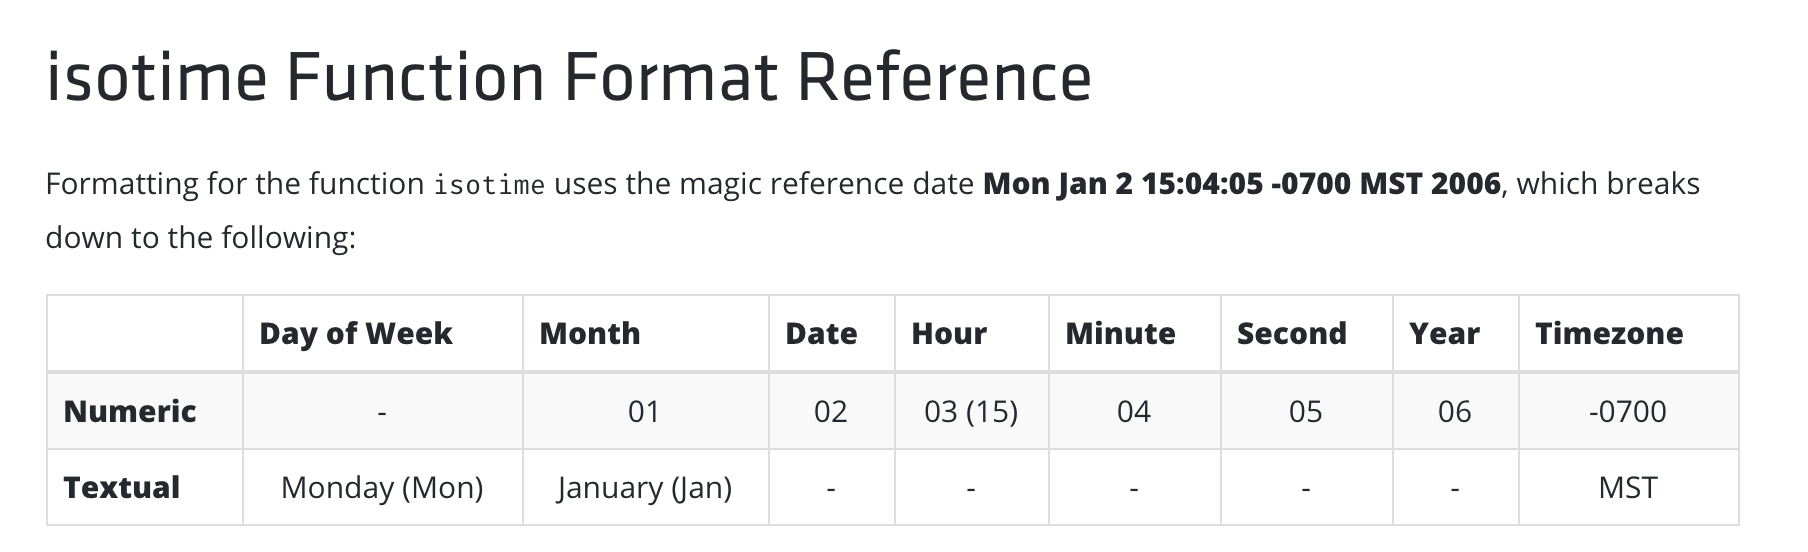 isotime Function Format Reference
Formatting for the function isotime uses the magic reference date Mon Jan 2 15:04:05 -0700 MST 2006, which breaks
down to the following:
Day of Week Month Date Hour Minute Second Year Timezone
Numeric - 01 02 03 (15) 04 05 06 -0700
Textual Monday (Mon) January (Jan) - - - - - MST